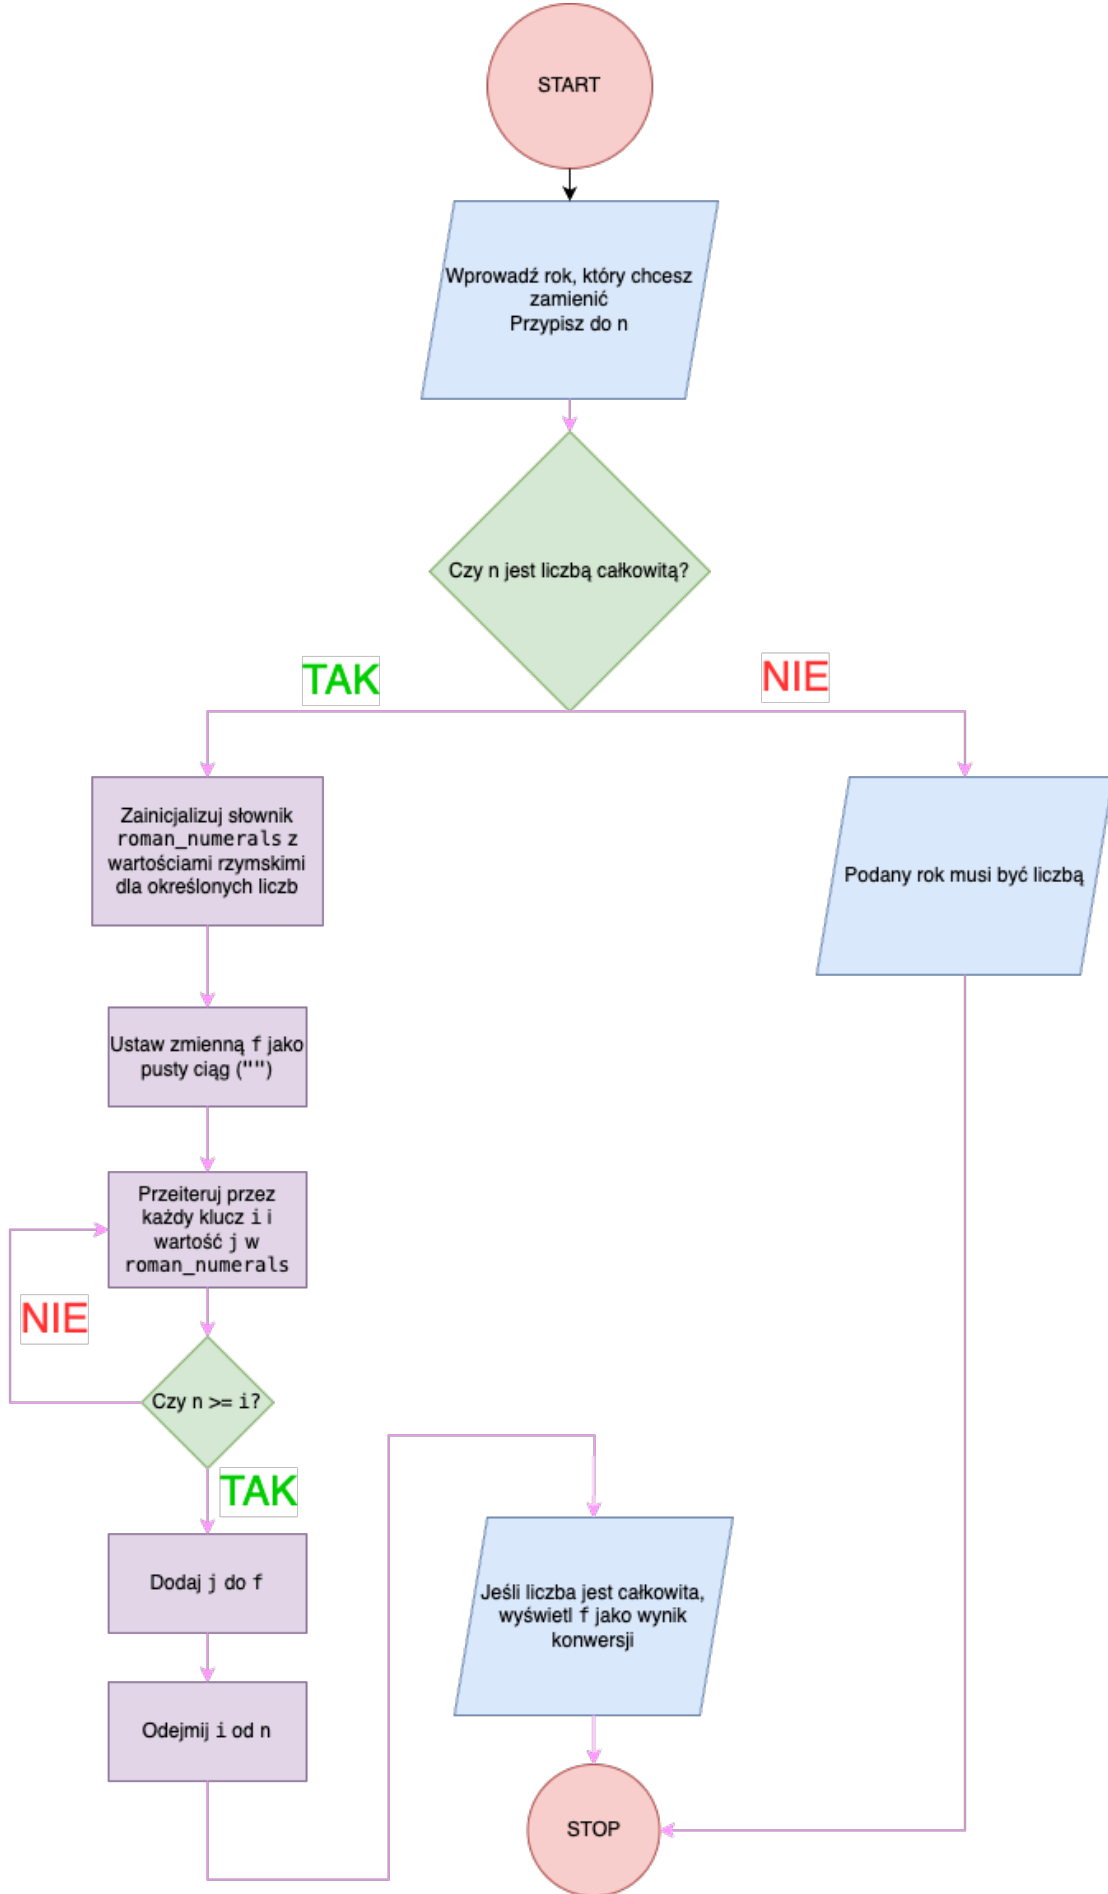 START
Wprowadź rok, który chcesz
zamienić
Przypisz do n
Czy n jest liczbą całkowitą?
TAK
NIE
Zainicjalizuj słownik
roman_numerals z
wartościami rzymskimi
dla określonych liczb
Podany rok musi być liczbą
Ustaw zmienną f jako
pusty ciąg ("")
Przeiteruj przez
każdy klucz i i
wartość j w
roman_numerals
NIE
Czy n >= i?
TAK
Dodaj j do f
Jeśli liczba jest całkowita,
wyświetl f jako wynik
konwersji
Odejmij i od n
STOP